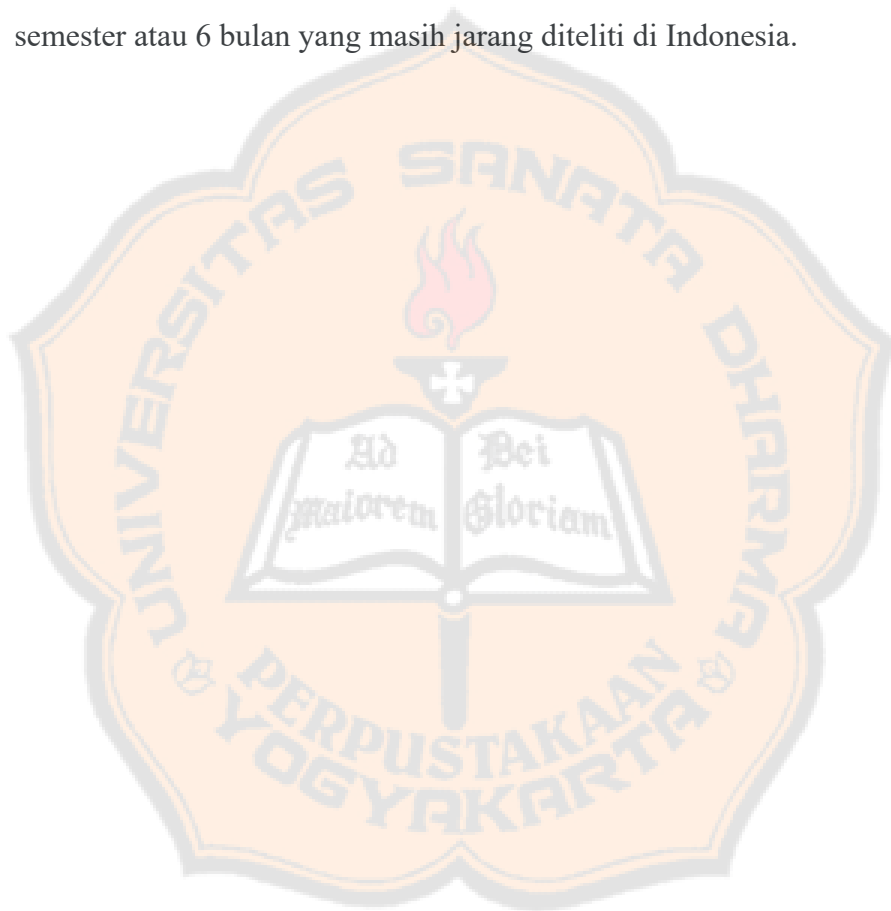 semester atau 6 bulan yang masih jarang diteliti di Indonesia.
UNIVERSITAS SANATA DHARMA
Ad Dei
Maiorem Gloriam
PERPUSTAKAAN
YOGYAKARTA